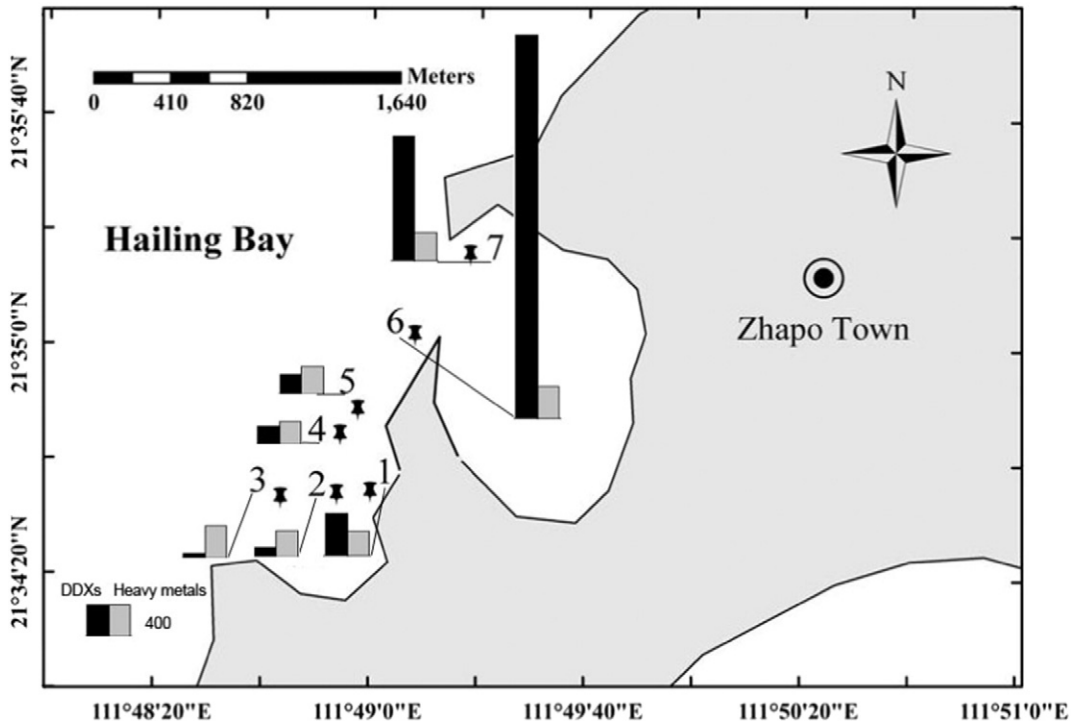 Meters
0 410 820 1,640
N
Hailing Bay
7
Zhapo Town
6
5
4
3 2 1
DDXs Heavy metals
400
21°35'40"N
21°35'0"N
21°34'20"N
111°48'20"E 111°49'0"E 111°49'40"E 111°50'20"E 111°51'0"E